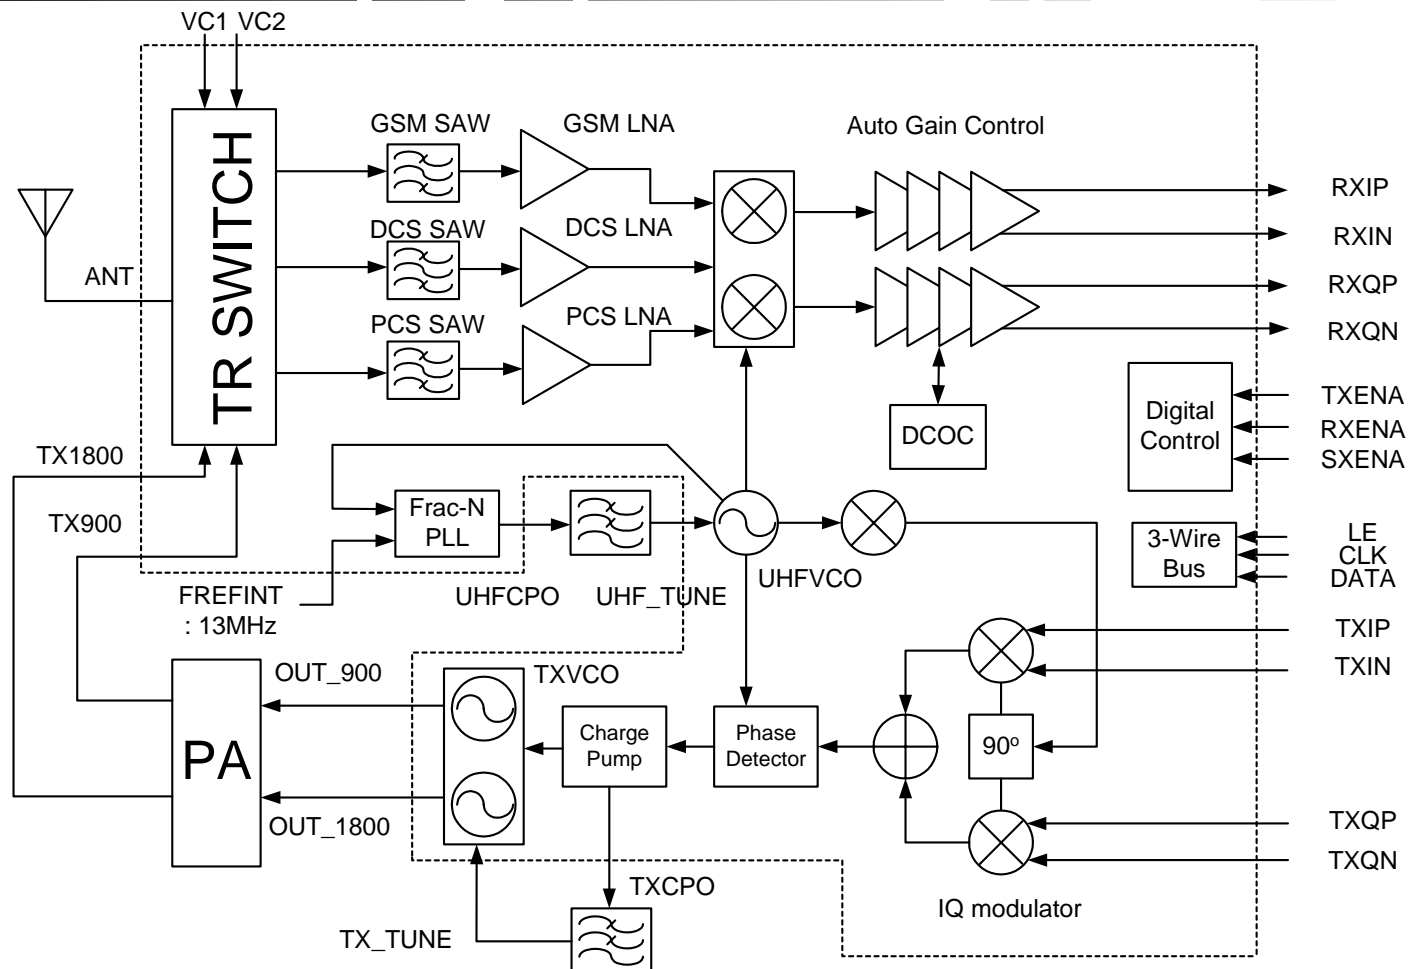 VC1 VC2
GSM SAW
GSM LNA
Auto Gain Control
TR SWITCH
RXIP
DCS SAW
DCS LNA
RXIN
ANT
RXQP
PCS SAW
PCS LNA
RXQN
TXENA
Digital
Control
DCOC
RXENA
TX1800
SXENA
TX900
Frac-N
PLL
LE
3-Wire
Bus
CLK
DATA
UHFVCO
FREFINT
: 13MHz
UHFCPO
UHF_TUNE
TXIP
OUT_900
TXVCO
TXIN
PA
Charge
Pump
Phase
Detector
90º
OUT_1800
TXQP
TXQN
TXCPO
IQ modulator
TX_TUNE